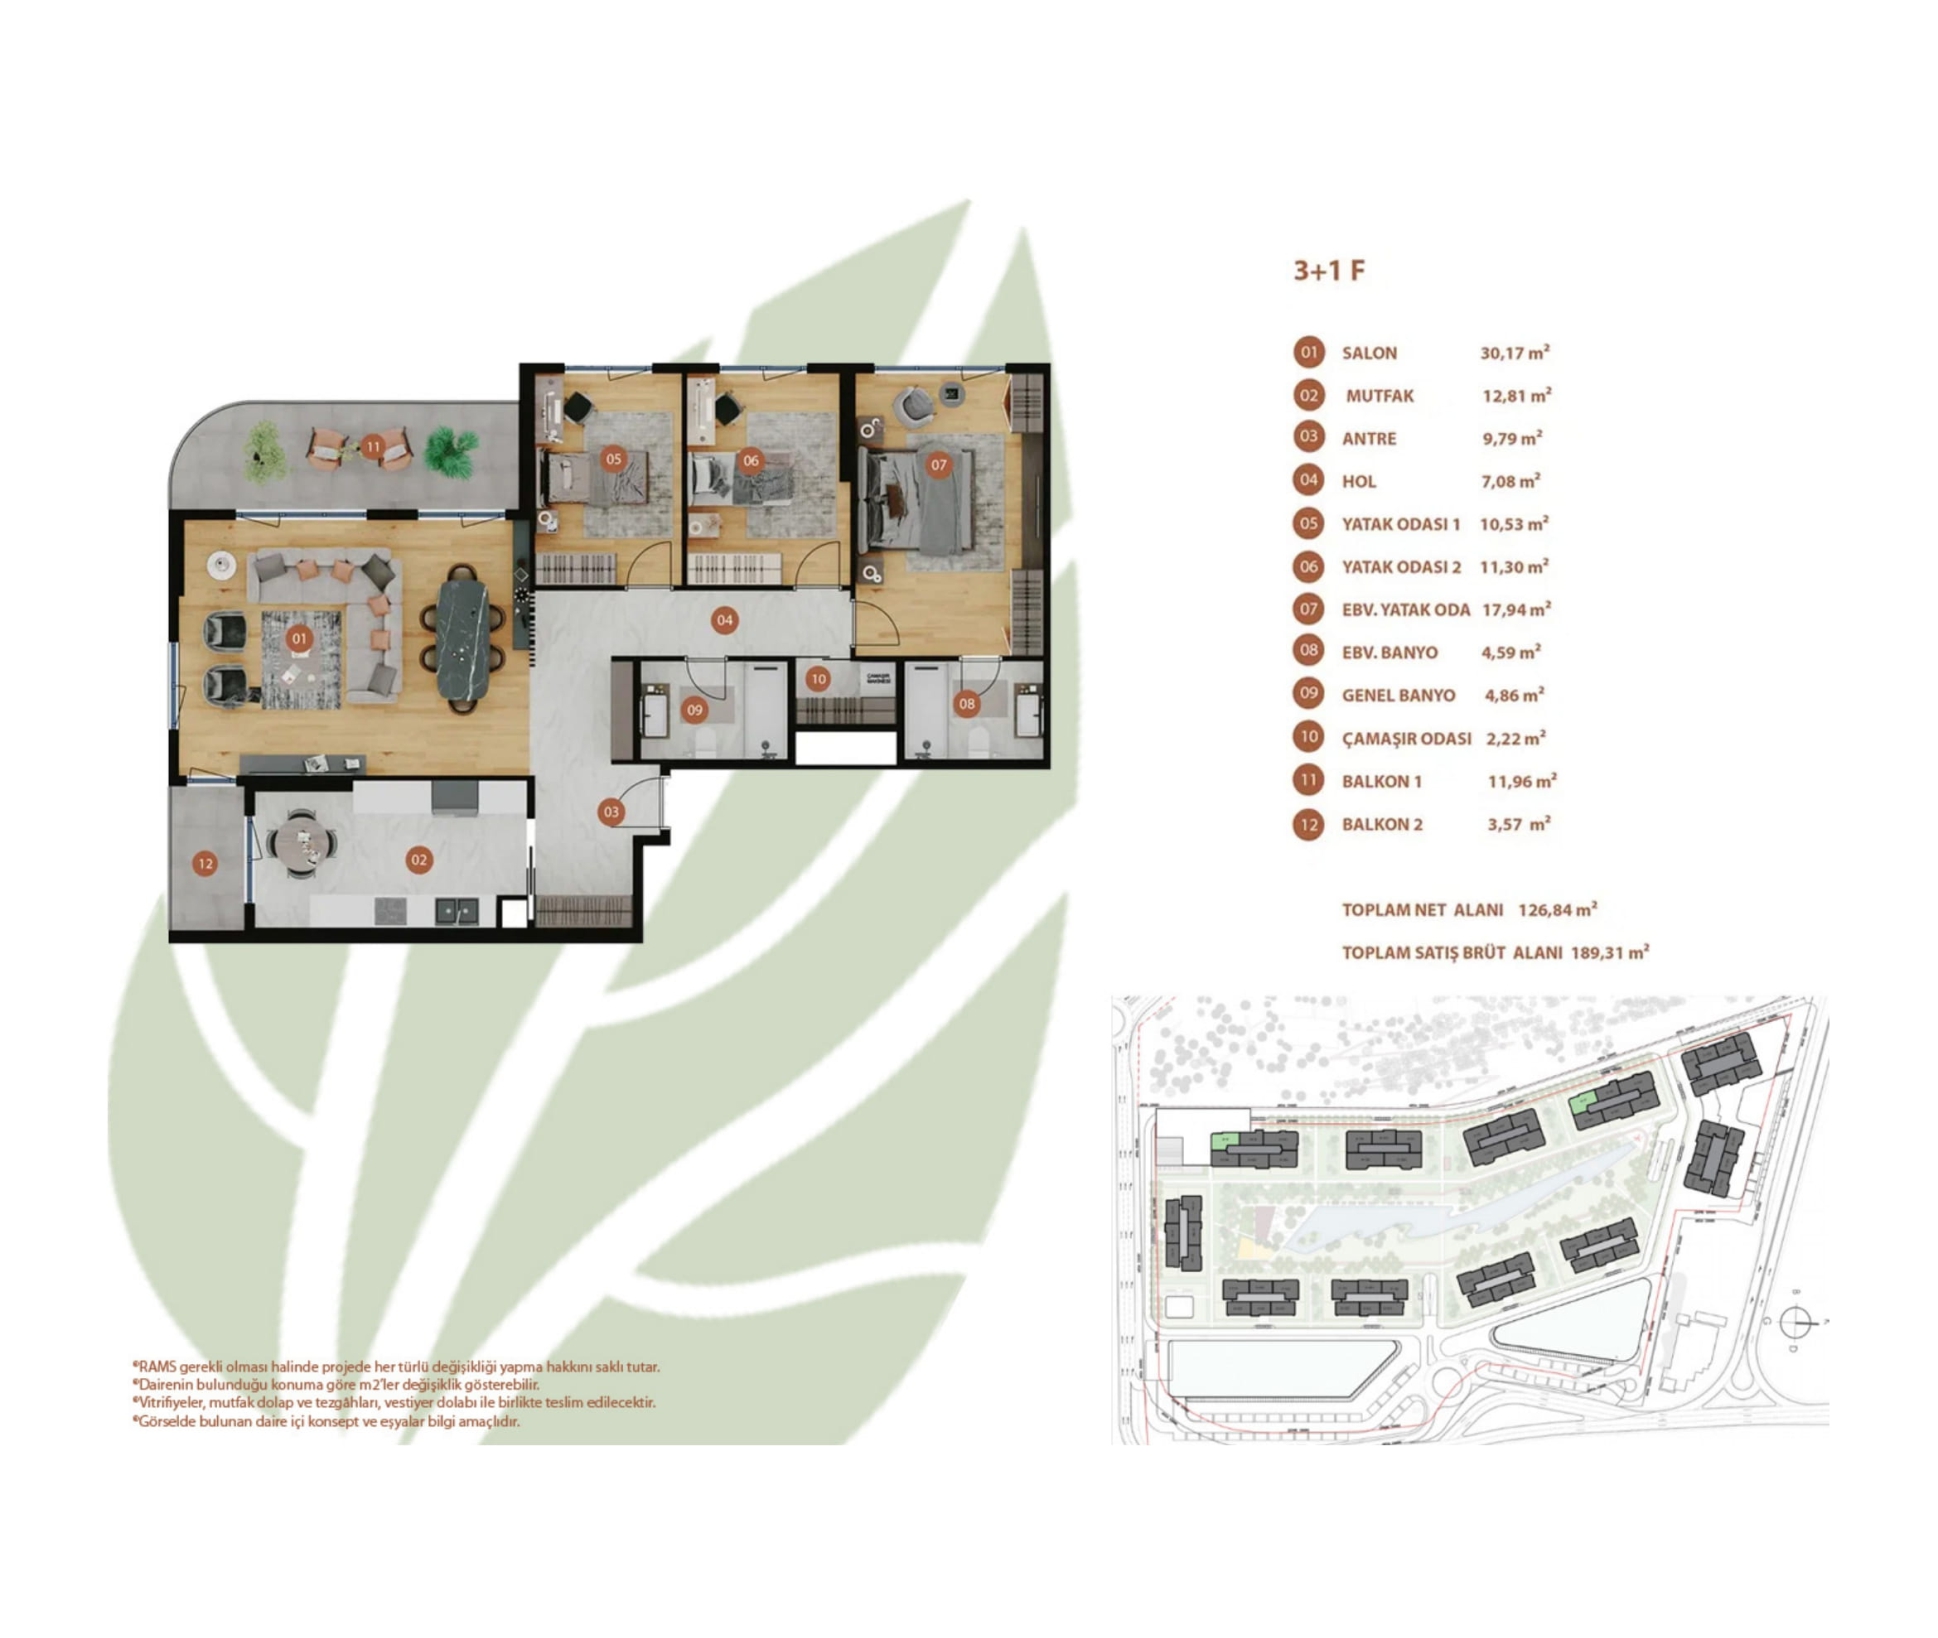 3+1 F
01 SALON 30,17 m²
02 MUTFAK 12,81 m²
03 ANTRE 9,79 m²
04 HOL 7,08 m²
05 YATAK ODASI 1 10,53 m²
06 YATAK ODASI 2 11,30 m²
07 EBV. YATAK ODA 17,94 m²
08 EBV. BANYO 4,59 m²
09 GENEL BANYO 4,86 m²
10 ÇAMAŞIR ODASI 2,22 m²
11 BALKON 1 11,96 m²
12 BALKON 2 3,57 m²
TOPLAM NET ALANI 126,84 m²
TOPLAM SATIŞ BRÜT ALANI 189,31 m²
11
05
06
07
01
04
10
ÇAMAŞIR
MAKİNESİ
09
08
03
02
12
*RAMS gerekli olması halinde projede her türlü değişikliği yapma hakkını saklı tutar.
*Dairenin bulunduğu konuma göre m2'ler değişiklik gösterebilir.
*Vitrifiyeler, mutfak dolap ve tezgâhları, vestiyer dolabı ile birlikte teslim edilecektir.
*Görselde bulunan daire içi konsept ve eşyalar bilgi amaçlıdır.